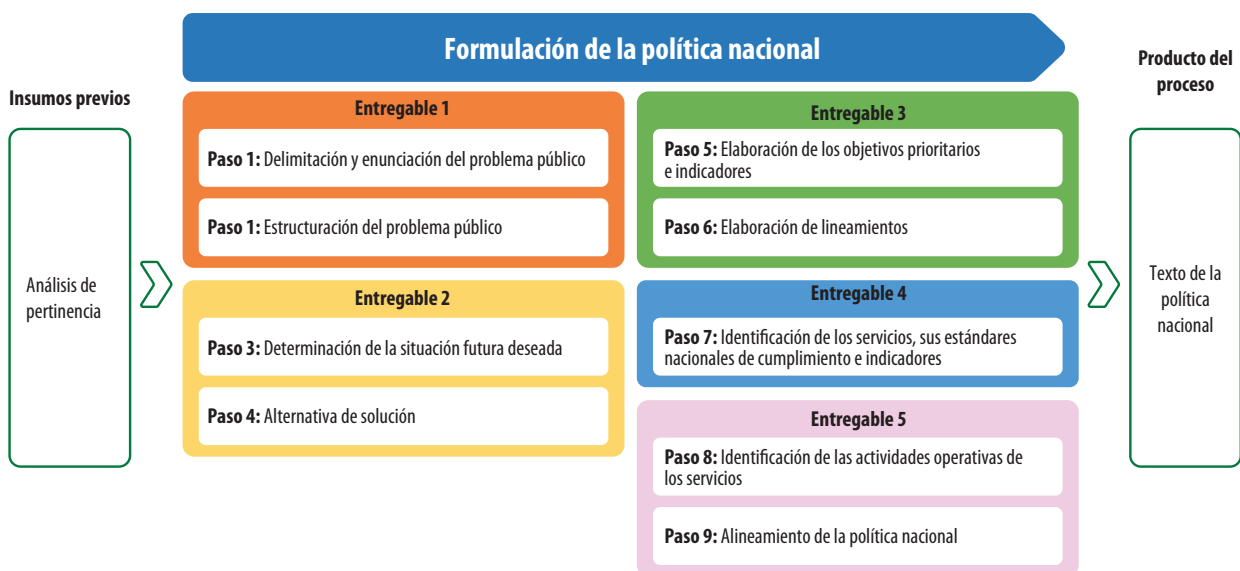 Formulación de la política nacional
Insumos previos
Análisis de
pertinencia
Entregable 1
Paso 1: Delimitación y enunciación del problema público
Paso 1: Estructuración del problema público
Entregable 2
Paso 3: Determinación de la situación futura deseada
Paso 4: Alternativa de solución
Entregable 3
Paso 5: Elaboración de los objetivos prioritarios
e indicadores
Paso 6: Elaboración de lineamientos
Entregable 4
Paso 7: Identificación de los servicios, sus estándares
nacionales de cumplimiento e indicadores
Entregable 5
Paso 8: Identificación de las actividades operativas de
los servicios
Paso 9: Alineamiento de la política nacional
Producto del
proceso
Texto de la
política
nacional